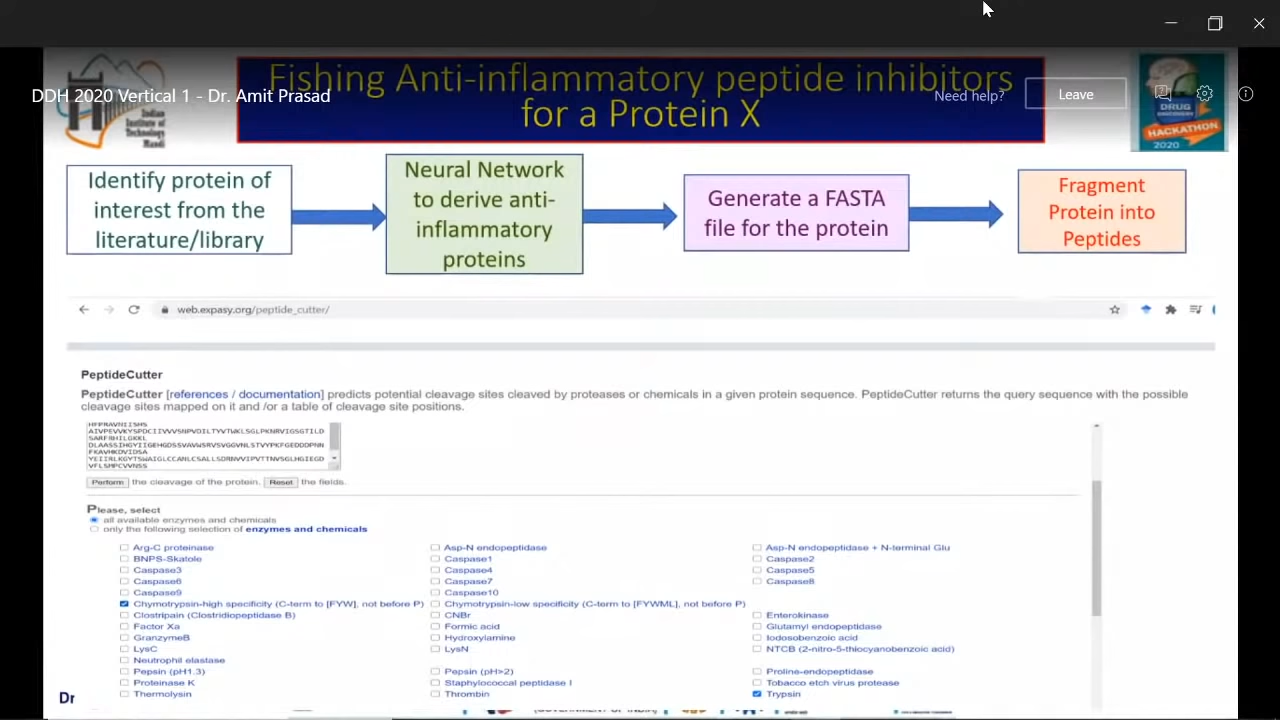 Fishing Anti-inflammatory peptide inhibitors
for a Protein X
DDH 2020 Vertical 1 - Dr. Amit Prasad
Need help?
Leave
Indian
Institute of
Technology
Mandi
DRUG
HACKATHON
2020
Identify protein of
interest from the
literature/library
Neural Network
to derive anti-
inflammatory
proteins
Generate a FASTA
file for the protein
Fragment
Protein into
Peptides
web.expasy.org/peptide_cutter/
PeptideCutter
PeptideCutter [references / documentation] predicts potential cleavage sites cleaved by proteases or chemicals in a given protein sequence. PeptideCutter returns the query sequence with the possible
cleavage sites mapped on it and /or a table of cleavage site positions.
Perform the cleavage of the protein. Reset the fields.
Please, select
all available enzymes and chemicals
only the following selection of enzymes and chemicals
Arg-C proteinase Asp-N endopeptidase Asp-N endopeptidase + N-terminal Glu
BNPS-Skatole Caspase1 Caspase2
Caspase3 Caspase4 Caspase5
Caspase6 Caspase7 Caspase8
Caspase9 Caspase10
Chymotrypsin-high specificity (C-term to [FYW], not before P) Chymotrypsin-low specificity (C-term to [FYWML], not before P)
Clostripain (Clostridiopeptidase B) CNBr Enterokinase
Factor Xa Formic acid Glutamyl endopeptidase
GranzymeB Hydroxylamine Iodosobenzoic acid
LysC LysN NTCB (2-nitro-5-thiocyanobenzoic acid)
Neutrophil elastase
Pepsin (pH1.3) Pepsin (pH>2) Proline-endopeptidase
Proteinase K Staphylococcal peptidase I Tobacco etch virus protease
Thermolysin Thrombin Trypsin
Dr